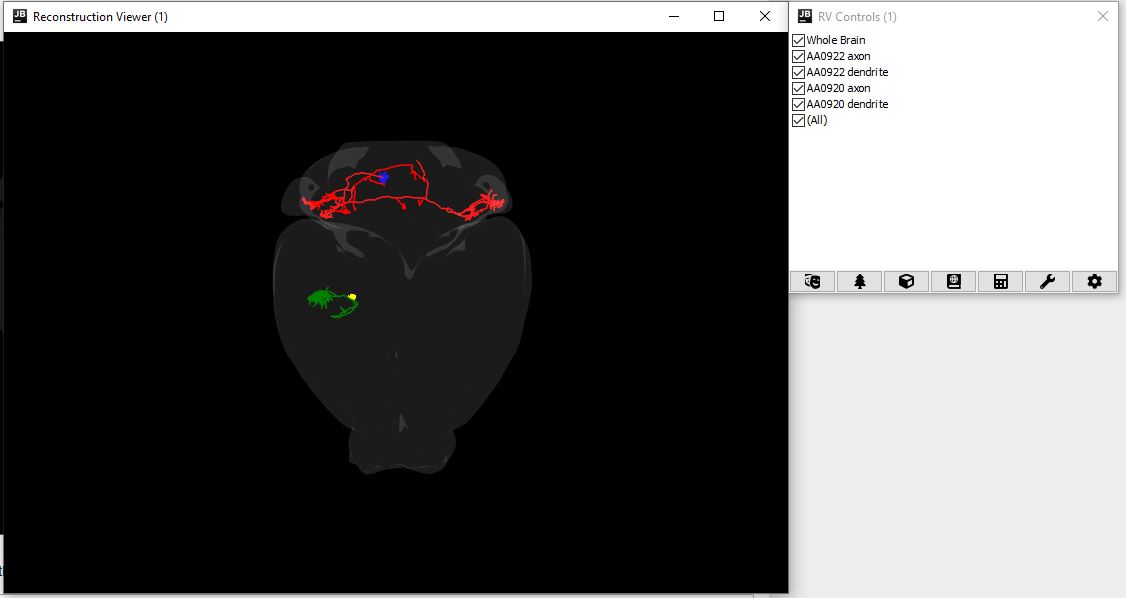 JB Reconstruction Viewer (1)
JB RV Controls (1)
Whole Brain
AA0922 axon
AA0922 dendrite
AA0920 axon
AA0920 dendrite
(All)